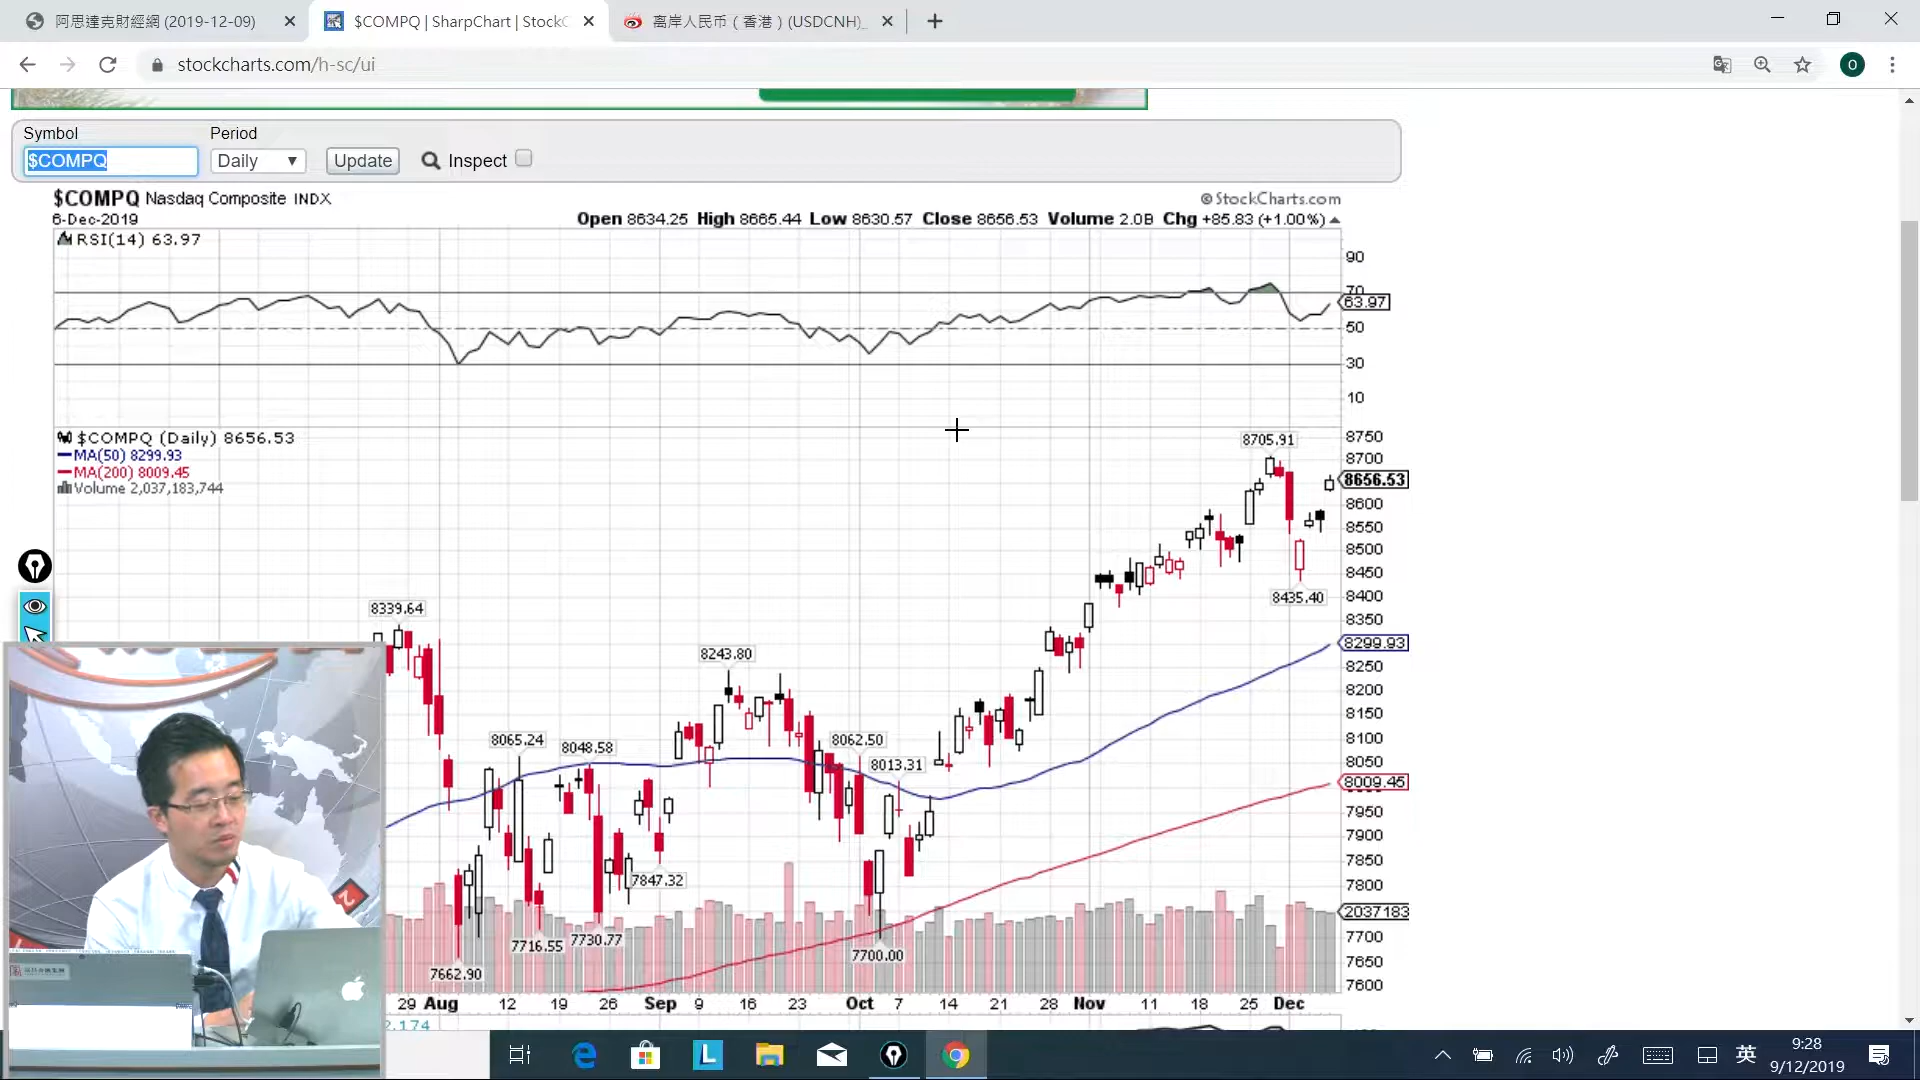 阿思達克財經網 (2019-12-09)
$COMPQ | SharpChart | StockC
离岸人民币（香港）(USDCNH)_
stockcharts.com/h-sc/ui
O
Symbol
Period
$COMPQ
Daily
Update
Inspect
$COMPQ Nasdaq Composite INDX
© StockCharts.com
6-Dec-2019
Open 8634.25 High 8665.44 Low 8630.57 Close 8656.53 Volume 2.0B Chg +85.83 (+1.00%)
RSI(14) 63.97
90
70
63.97
50
30
10
$COMPQ (Daily) 8656.53
MA(50) 8299.93
MA(200) 8009.45
Volume 2,037,183,744
8705.91
8435.40
8339.64
8243.80
8065.24
8048.58
8062.50
8013.31
7847.32
7716.55
7730.77
7662.90
7700.00
8750
8700
8656.53
8600
8550
8500
8450
8400
8350
8299.93
8250
8200
8150
8100
8050
8009.45
7950
7900
7850
7800
2037183
7700
7650
7600
29 Aug 12 19 26 Sep 9 16 23 Oct 7 14 21 28 Nov 11 18 25 Dec
2.174
英
9:28
9/12/2019